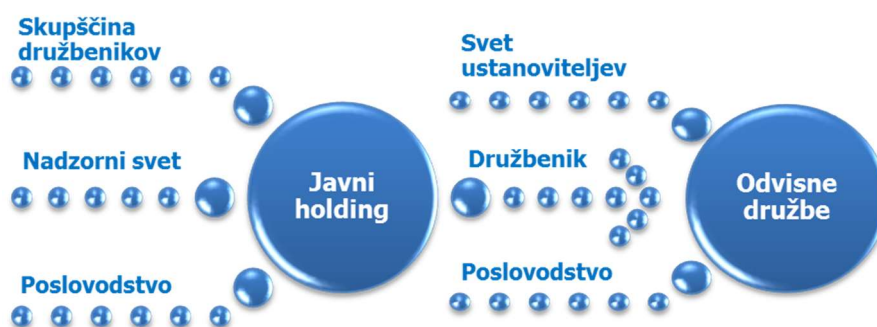 Skupščina
družbenikov
Nadzorni svet
Poslovodstvo
Javni
holding
Svet
ustanoviteljev
Družbenik
Poslovodstvo
Odvisne
družbe